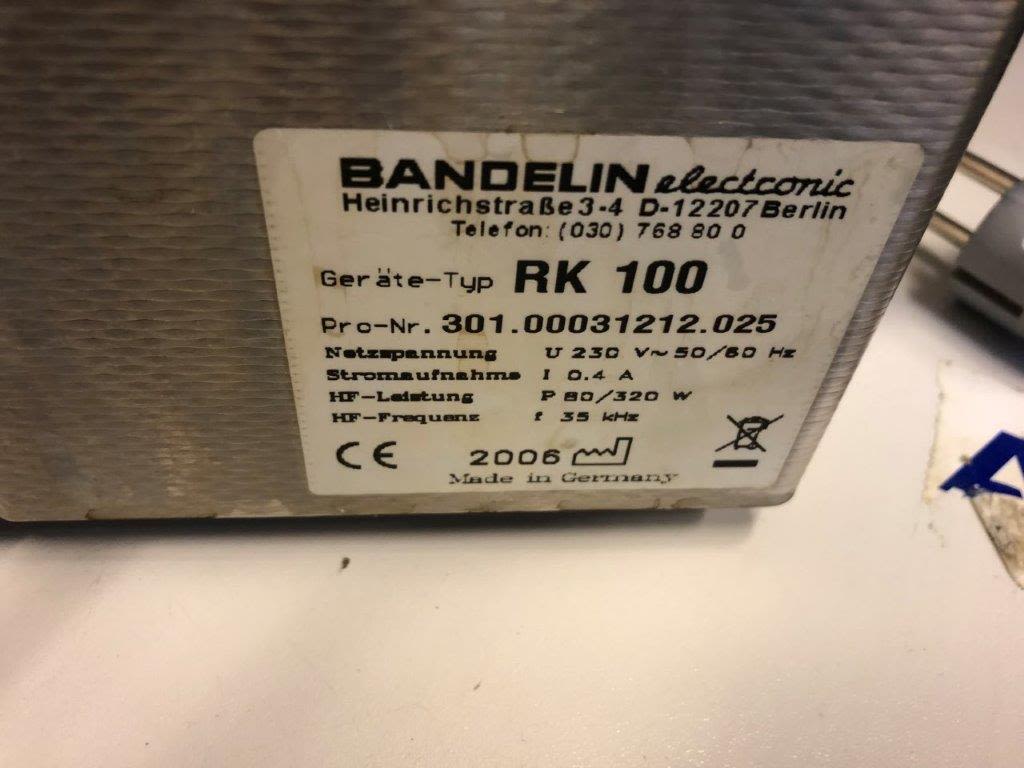 BANDELIN electronic
Heinrichstraße 3-4 D-12207 Berlin
Telefon: (030) 768 80 0
Geräte-Typ RK 100
Pro-Nr. 301.00031212.025
Netzspannung U 230 V~ 50/60 Hz
Stromaufnahme I 0.4 A
HF-Leistung P 80/320 W
HF-Frequenz f 35 kHz
CE 2006
Made in Germany